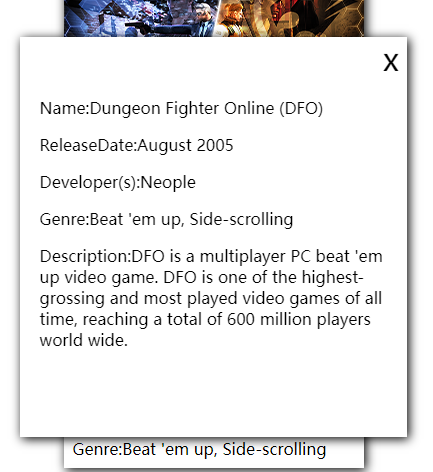 X
Name:Dungeon Fighter Online (DFO)
ReleaseDate:August 2005
Developer(s):Neople
Genre:Beat 'em up, Side-scrolling
Description:DFO is a multiplayer PC beat 'em
up video game. DFO is one of the highest-
grossing and most played video games of all
time, reaching a total of 600 million players
world wide.
Genre:Beat 'em up, Side-scrolling